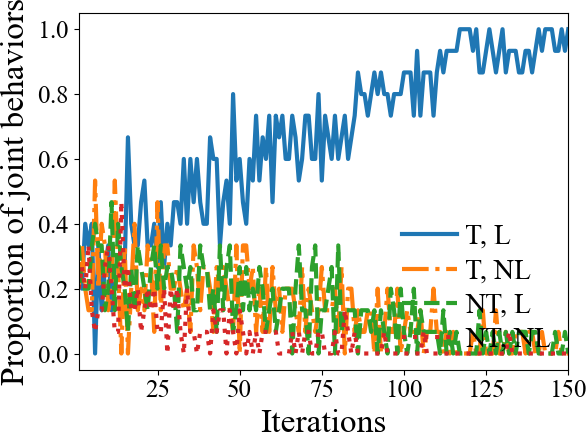 Proportion of joint behaviors
1.0
0.8
0.6
0.4
0.2
0.0
T, L
T, NL
NT, L
NT, NL
25
50
75
100
125
150
Iterations